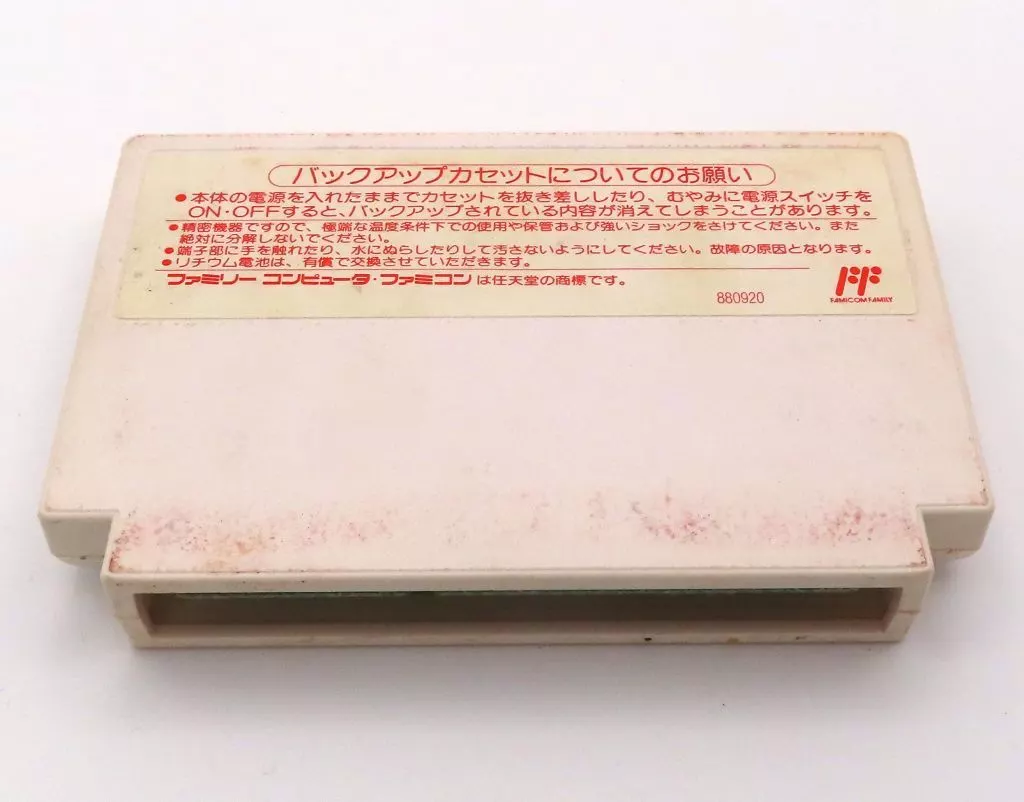 バックアップカセットについてのお願い
●本体の電源を入れたままでカセットを抜き差ししたり、むやみに電源スイッチを
ON・OFFすると、バックアップされている内容が消えてしまうことがあります。
●精密機器ですので、極端な温度条件下での使用や保管および強いショックをさけてください。また
絶対に分解しないでください。
●端子部に手を触れたり、水にぬらしたりして汚さないようにしてください。故障の原因となります。
●リチウム電池は、有償で交換させていただきます。
ファミリー コンピュータ・ファミコン は任天堂の商標です。
880920
FAMICOM FAMILY